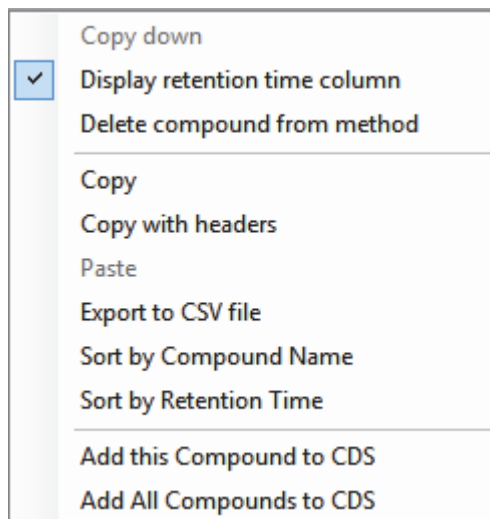 Copy down
Display retention time column
Delete compound from method
Copy
Copy with headers
Paste
Export to CSV file
Sort by Compound Name
Sort by Retention Time
Add this Compound to CDS
Add All Compounds to CDS